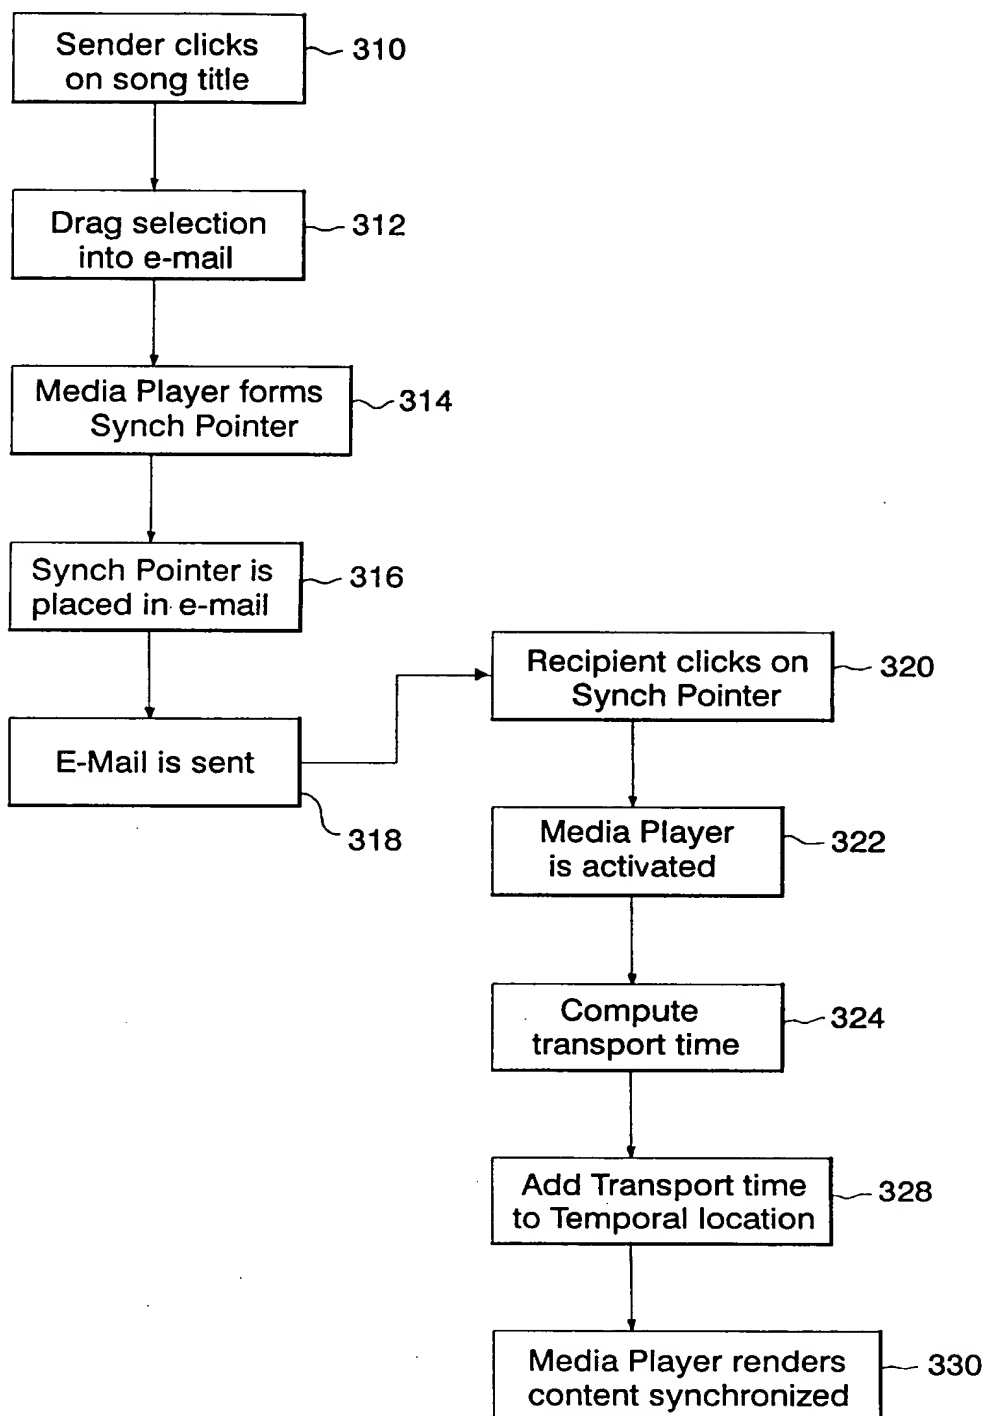 Sender clicks
on song title
310
Drag selection
into e-mail
312
Media Player forms
Synch Pointer
314
Synch Pointer is
placed in e-mail
316
E-Mail is sent
318
Recipient clicks on
Synch Pointer
320
Media Player
is activated
322
Compute
transport time
324
Add Transport time
to Temporal location
328
Media Player renders
content synchronized
330